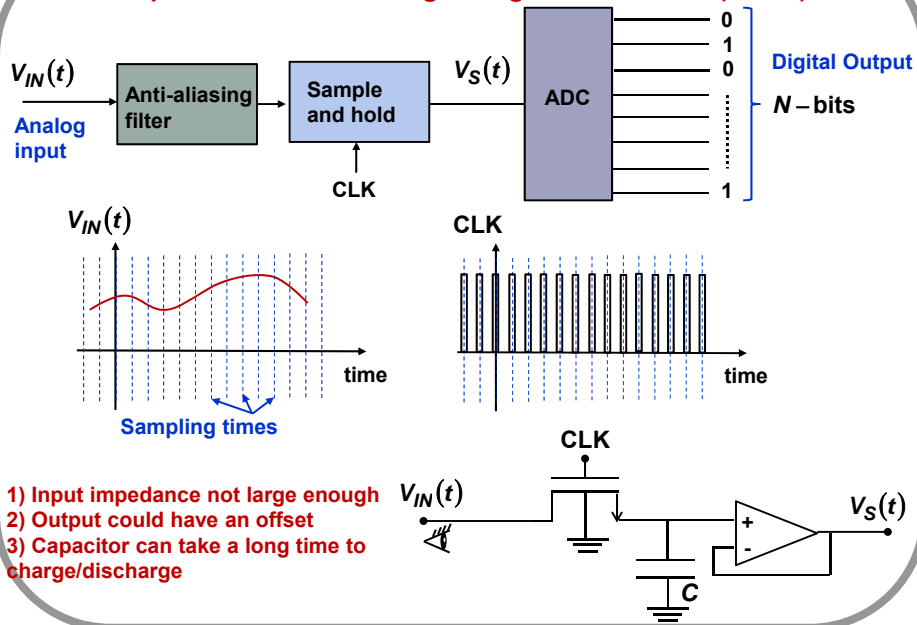 V_IN(t)
Analog
input
Anti-aliasing
filter
Sample
and hold
CLK
V_S(t)
ADC
0
1
0
1
Digital Output
N – bits
V_IN(t)
time
Sampling times
CLK
time
1) Input impedance not large enough
2) Output could have an offset
3) Capacitor can take a long time to
charge/discharge
V_IN(t)
CLK
C
+
-
V_S(t)